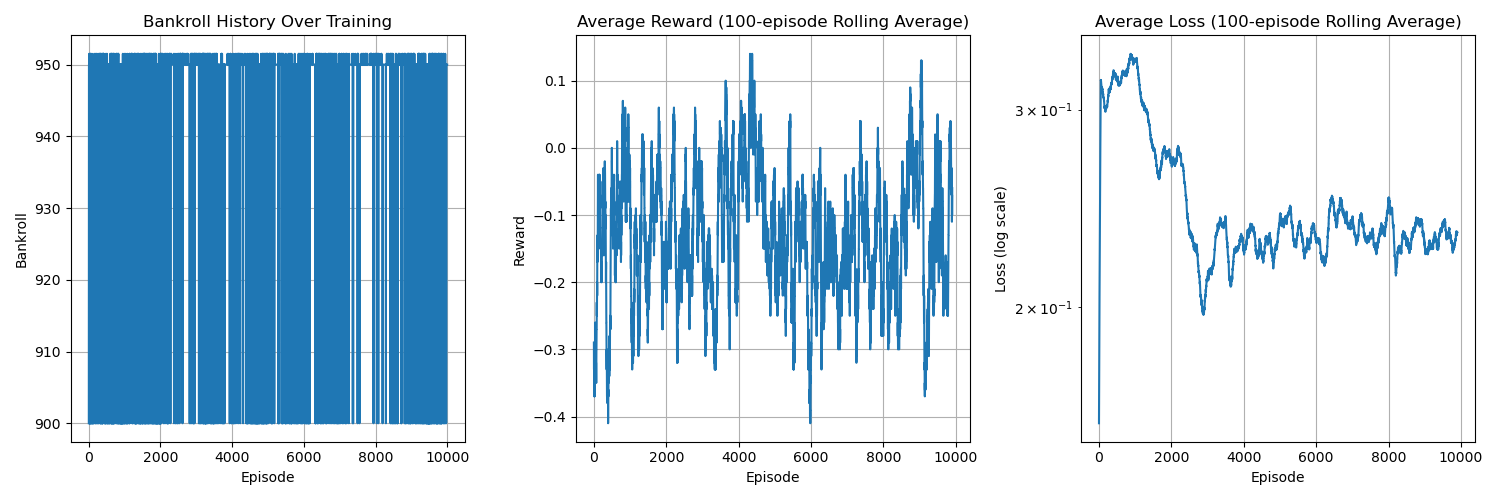 Bankroll History Over Training
Bankroll
950
940
930
920
910
900
0
2000
4000
6000
8000
10000
Episode
Average Reward (100-episode Rolling Average)
Reward
0.1
0.0
−0.1
−0.2
−0.3
−0.4
0
2000
4000
6000
8000
10000
Episode
Average Loss (100-episode Rolling Average)
Loss (log scale)
3 × 10⁻¹
2 × 10⁻¹
0
2000
4000
6000
8000
10000
Episode